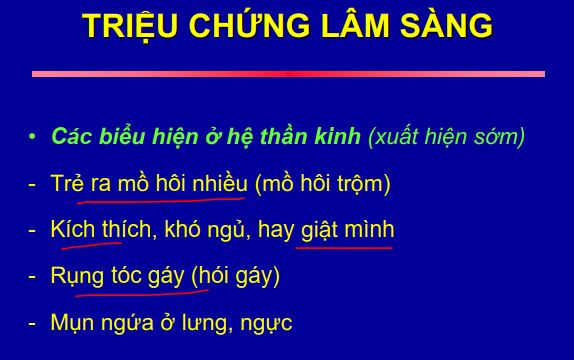 TRIỆU CHỨNG LÂM SÀNG
• Các biểu hiện ở hệ thần kinh (xuất hiện sớm)
- Trẻ ra mồ hôi nhiều (mồ hôi trộm)
- Kích thích, khó ngủ, hay giật mình
- Rụng tóc gáy (hói gáy)
- Mụn ngứa ở lưng, ngực